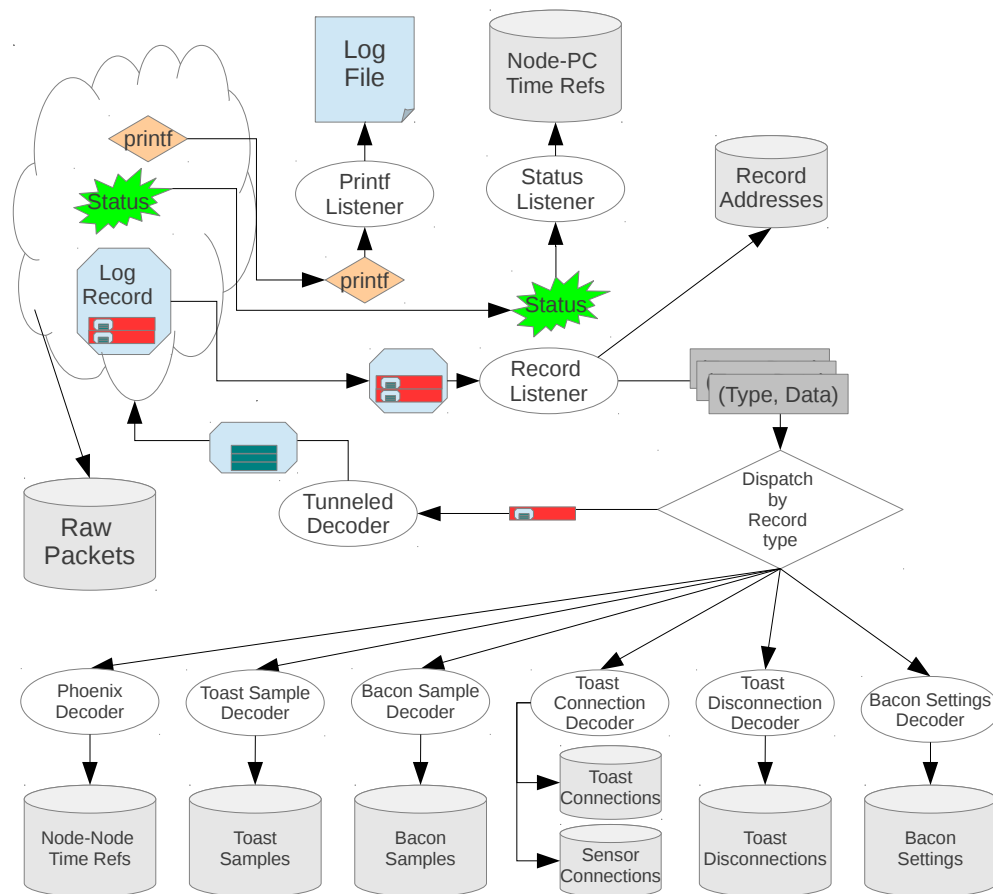 Log
File
Node-PC
Time Refs
printf
Printf
Listener
Status
Listener
Record
Addresses
Status
Log
Record
printf
Status
Record
Listener
(Type, Data)
Tunneled
Decoder
Dispatch
by
Record
type
Raw
Packets
Phoenix
Decoder
Toast Sample
Decoder
Bacon Sample
Decoder
Toast
Connection
Decoder
Toast
Disconnection
Decoder
Bacon Settings
Decoder
Node-Node
Time Refs
Toast
Samples
Bacon
Samples
Toast
Connections
Sensor
Connections
Toast
Disconnections
Bacon
Settings